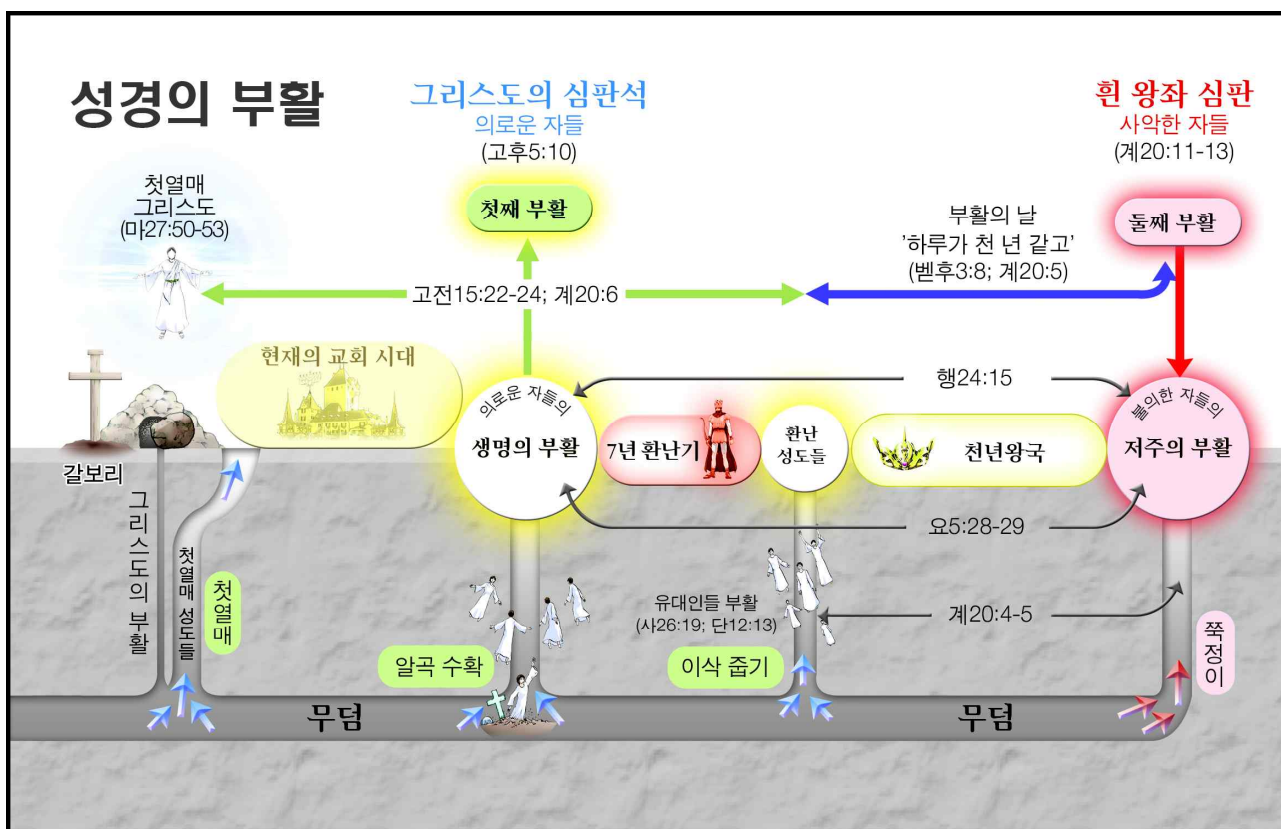 성경의 부활
그리스도의 심판석
의로운 자들
(고후5:10)
흰 왕좌 심판
사악한 자들
(계20:11-13)
첫열매
그리스도
(마27:50-53)
첫째 부활
부활의 날
'하루가 천 년 같고'
(벧후3:8; 계20:5)
둘째 부활
고전15:22-24; 계20:6
현재의 교회 시대
행24:15
의로운 자들의
생명의 부활
7년 환난기
환난
성도들
천년왕국
불의한 자들의
저주의 부활
갈보리
그리스도의 부활
첫열매 성도들
첫열매
요5:28-29
유대인들 부활
(사26:19; 단12:13)
계20:4-5
알곡 수확
이삭 줍기
쭉정이
무덤
무덤